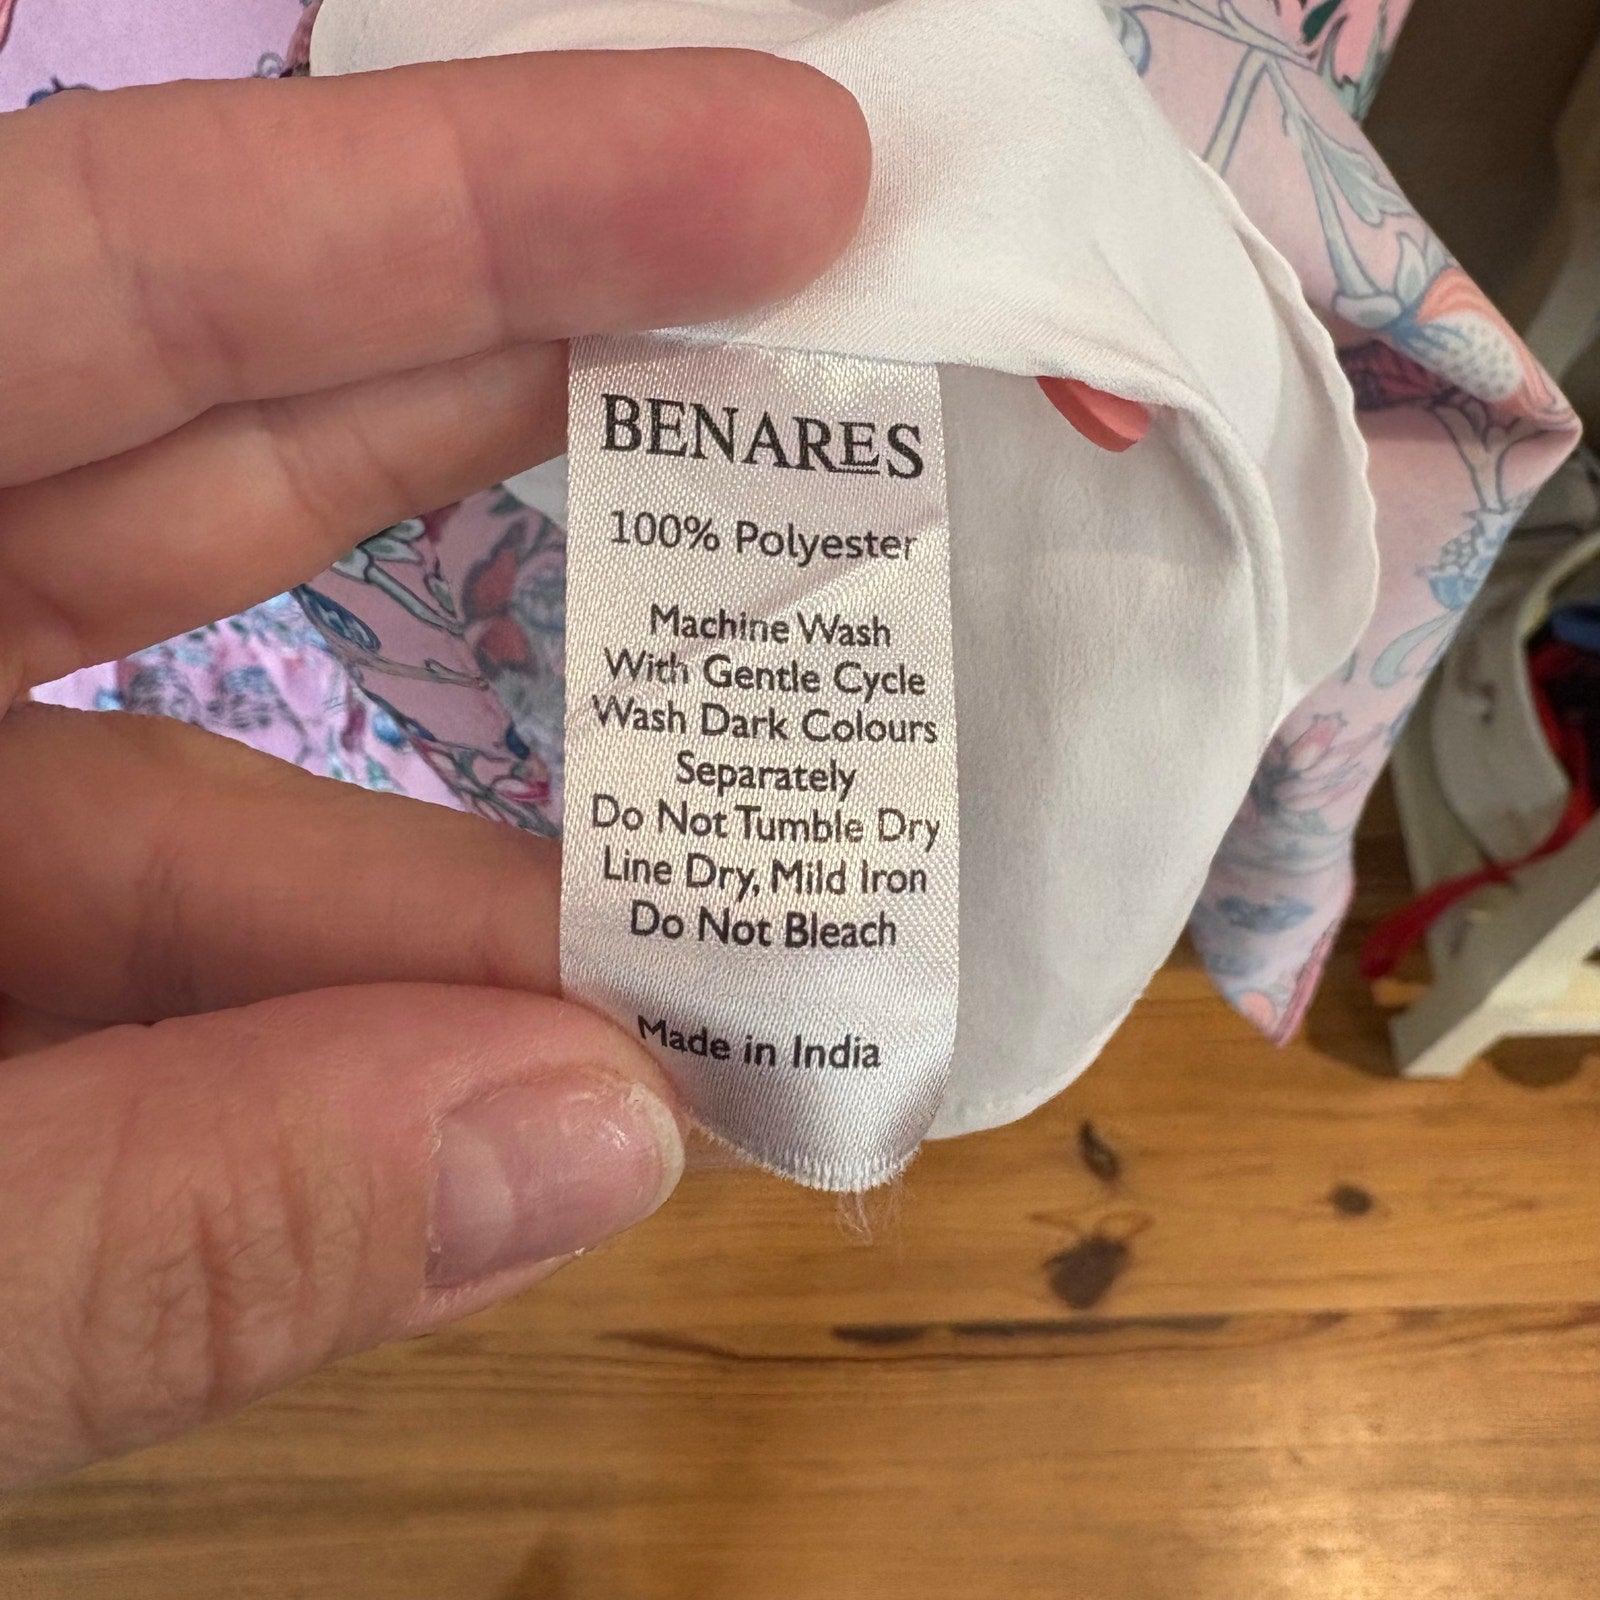 BENARES
100% Polyester
Machine Wash
With Gentle Cycle
Wash Dark Colours
Separately
Do Not Tumble Dry
Line Dry, Mild Iron
Do Not Bleach
Made in India